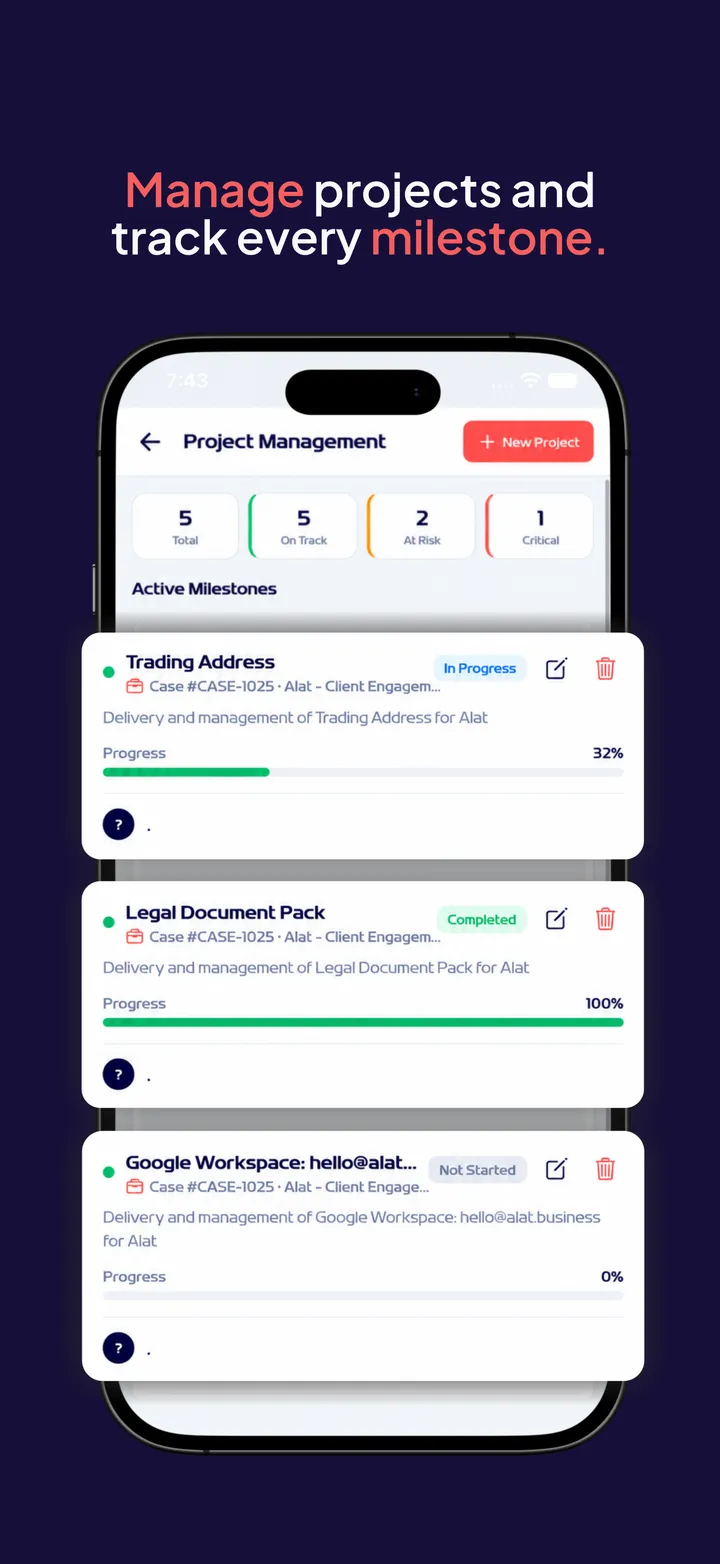 Manage projects and
track every milestone.
7:43
Project Management
+ New Project
5
Total
5
On Track
2
At Risk
1
Critical
Active Milestones
Trading Address
In Progress
Case #CASE-1025 · Alat - Client Engagem...
Delivery and management of Trading Address for Alat
Progress
32%
?
.
Legal Document Pack
Completed
Case #CASE-1025 · Alat - Client Engagem...
Delivery and management of Legal Document Pack for Alat
Progress
100%
?
.
Google Workspace: hello@alat...
Not Started
Case #CASE-1025 · Alat - Client Engage...
Delivery and management of Google Workspace: hello@alat.business
for Alat
Progress
0%
?
.